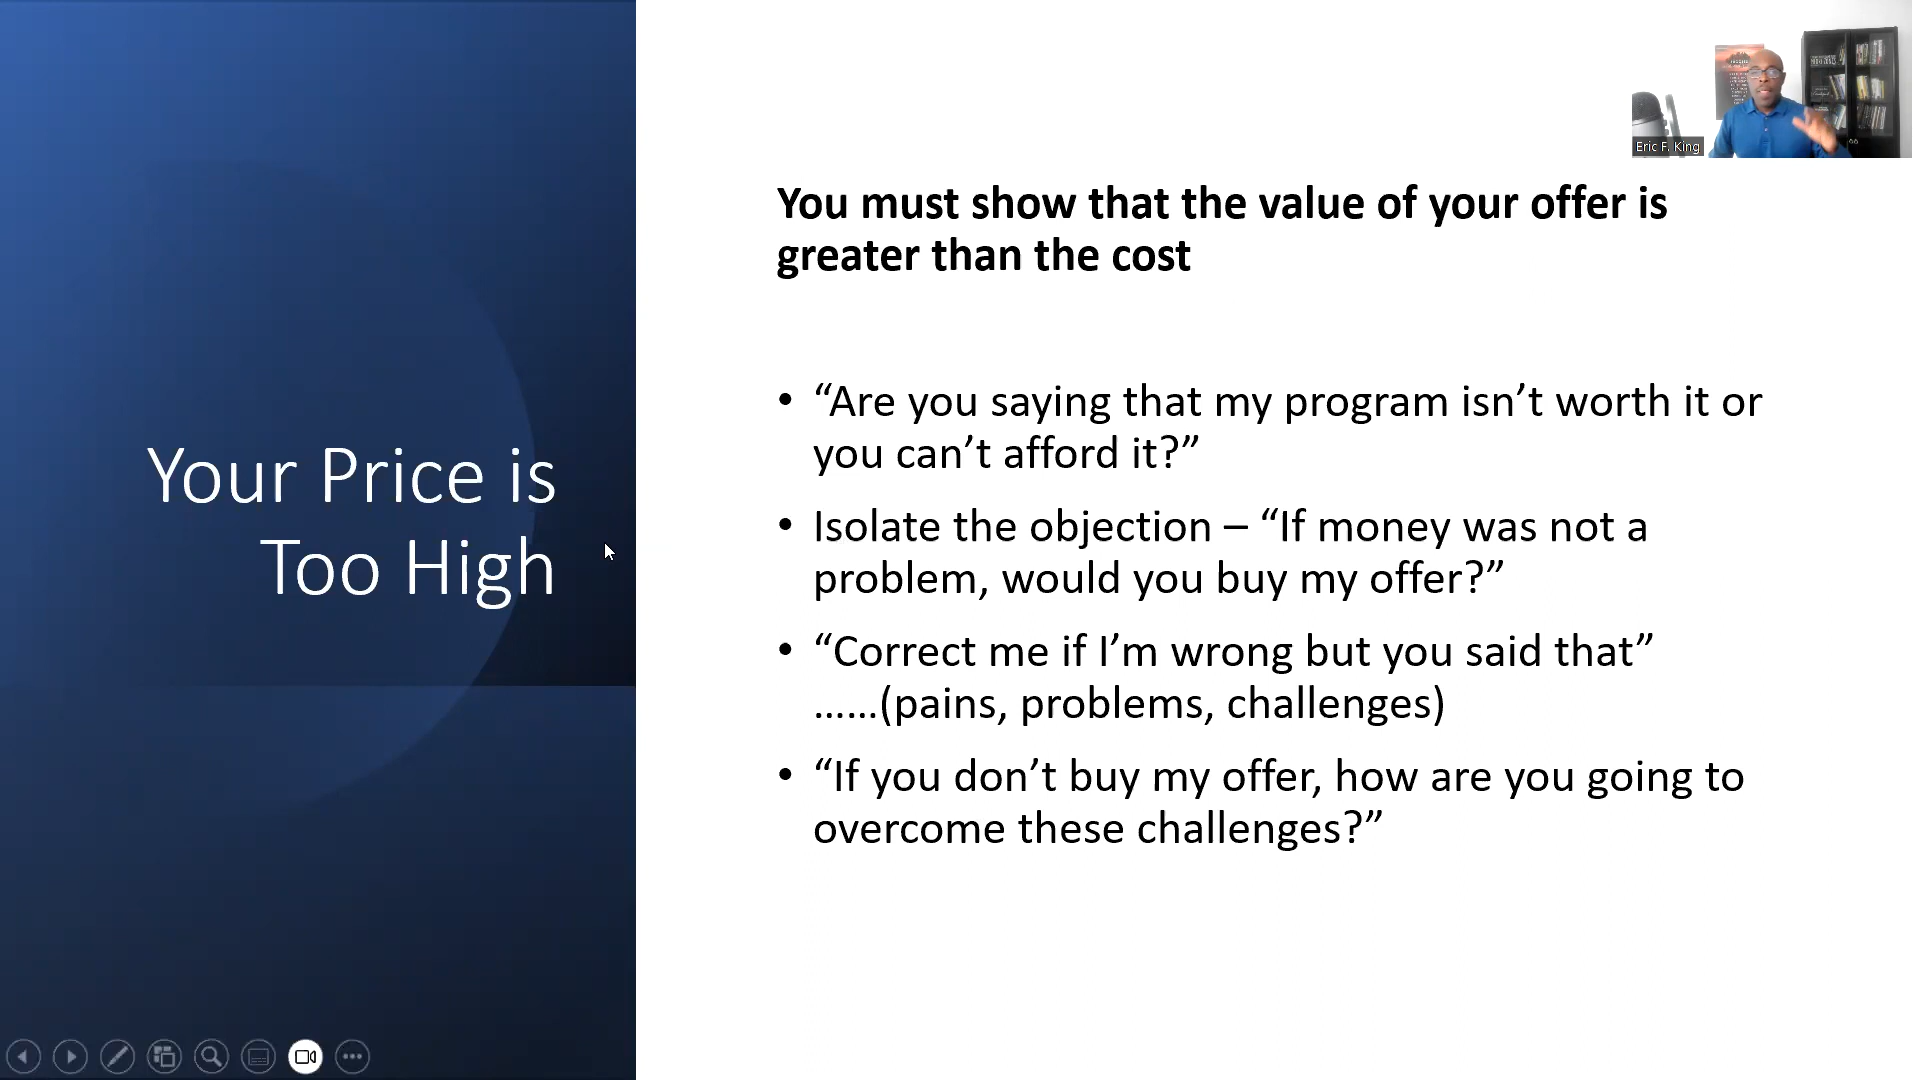 Your Price is
Too High
You must show that the value of your offer is
greater than the cost
• “Are you saying that my program isn’t worth it or
you can’t afford it?”
• Isolate the objection – “If money was not a
problem, would you buy my offer?”
• “Correct me if I’m wrong but you said that”
……(pains, problems, challenges)
• “If you don’t buy my offer, how are you going to
overcome these challenges?”
Eric F. King